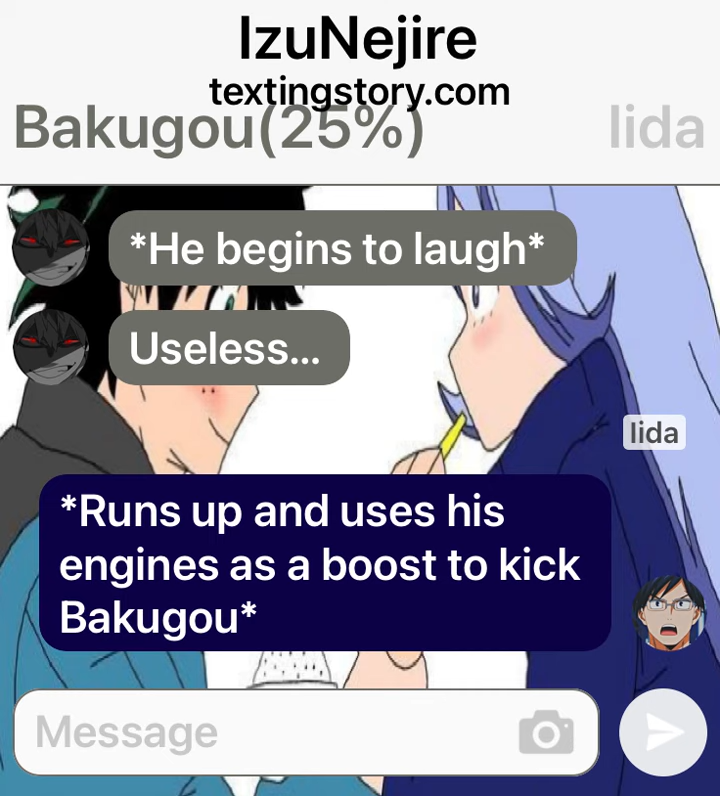 IzuNejire
textingstory.com
Bakugou(25%)
Iida
*He begins to laugh*
Useless...
Iida
*Runs up and uses his
engines as a boost to kick
Bakugou*
Message